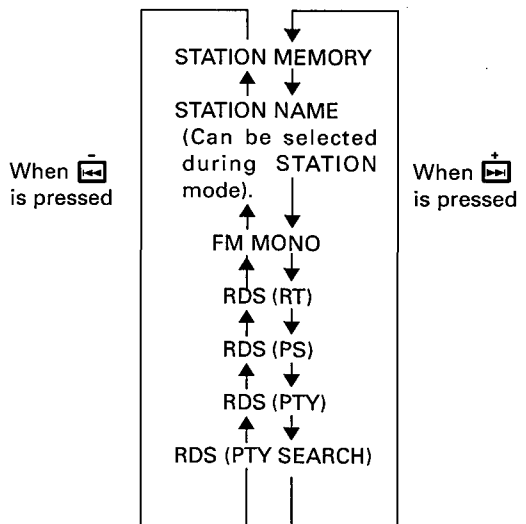 STATION MEMORY
STATION NAME
(Can be selected
during STATION
mode).
When
is pressed
-
When
is pressed
+
FM MONO
RDS (RT)
RDS (PS)
RDS (PTY)
RDS (PTY SEARCH)